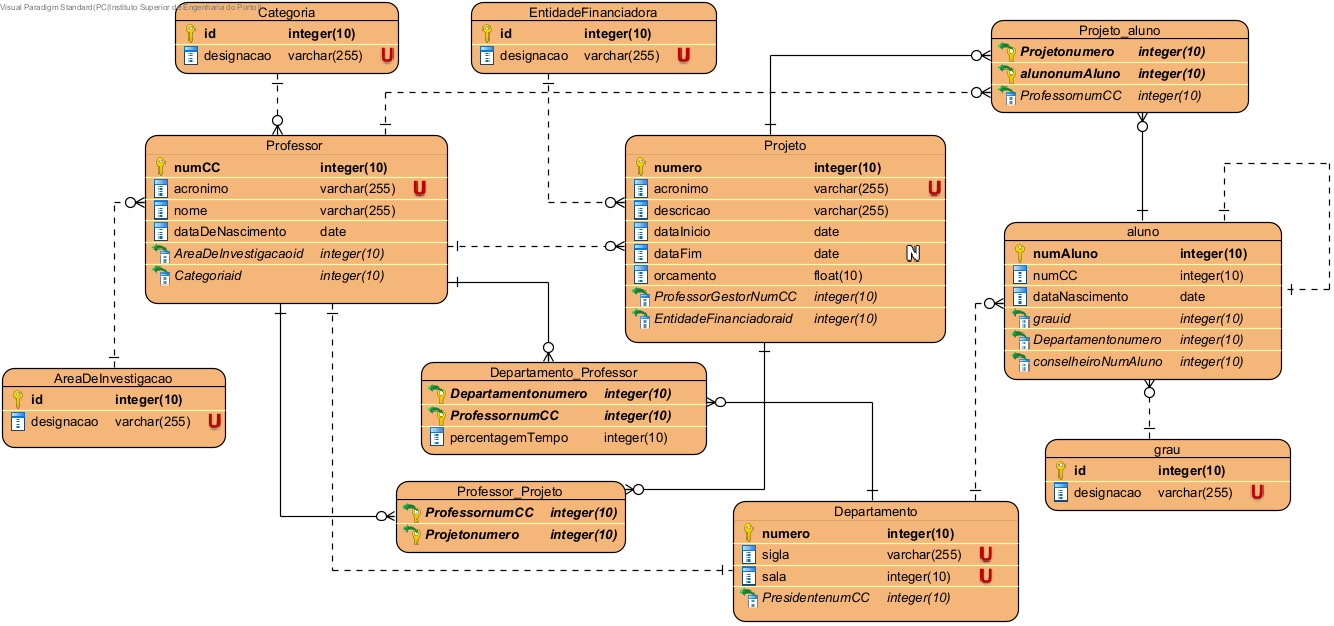 Visual Paradigm Standard(PC(Instituto Superior de Engenharia do Porto))
Categoria
id integer(10)
designacao varchar(255) U
EntidadeFinanciadora
id integer(10)
designacao varchar(255) U
Projeto_aluno
Projetonumero integer(10)
alunonumAluno integer(10)
ProfessornumCC integer(10)
Professor
numCC integer(10)
acronimo varchar(255) U
nome varchar(255)
dataDeNascimento date
AreaDeInvestigacaoid integer(10)
Categoriaid integer(10)
Projeto
numero integer(10)
acronimo varchar(255) U
descricao varchar(255)
dataInicio date
dataFim date N
orcamento float(10)
ProfessorGestorNumCC integer(10)
EntidadeFinanciadoraid integer(10)
aluno
numAluno integer(10)
numCC integer(10)
dataNascimento date
grauid integer(10)
Departamentonumero integer(10)
conselheiroNumAluno integer(10)
AreaDeInvestigacao
id integer(10)
designacao varchar(255) U
Departamento_Professor
Departamentonumero integer(10)
ProfessornumCC integer(10)
percentagemTempo integer(10)
grau
id integer(10)
designacao varchar(255) U
Professor_Projeto
ProfessornumCC integer(10)
Projetonumero integer(10)
Departamento
numero integer(10)
sigla varchar(255) U
sala integer(10) U
PresidentenumCC integer(10)